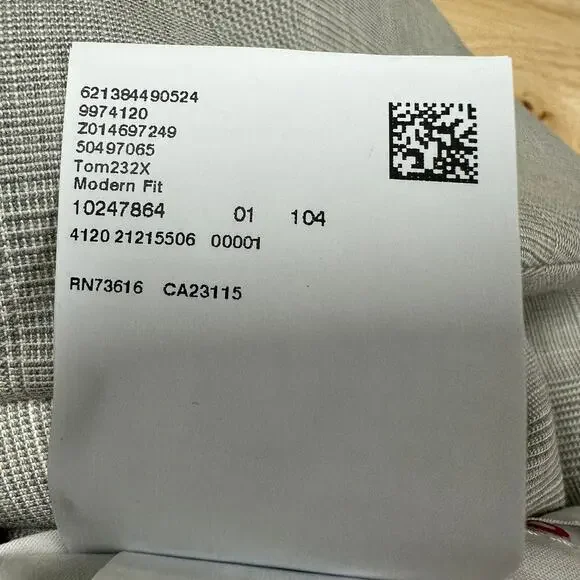 621384490524
9974120
Z014697249
50497065
Tom232X
Modern Fit
10247864 01 104
4120 21215506 00001
RN73616 CA23115